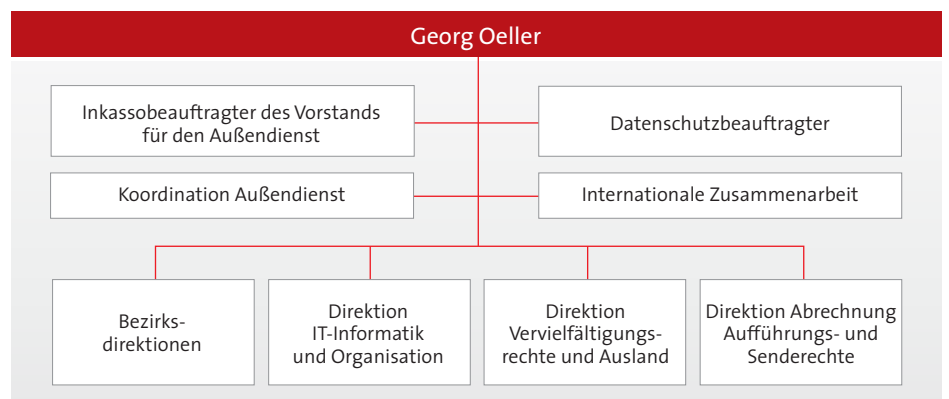 Georg Oeller
Inkassobeauftragter des Vorstands
für den Außendienst
Datenschutzbeauftragter
Koordination Außendienst
Internationale Zusammenarbeit
Bezirks-
direktionen
Direktion
IT-Informatik
und Organisation
Direktion
Vervielfältigungs-
rechte und Ausland
Direktion Abrechnung
Aufführungs- und
Senderechte